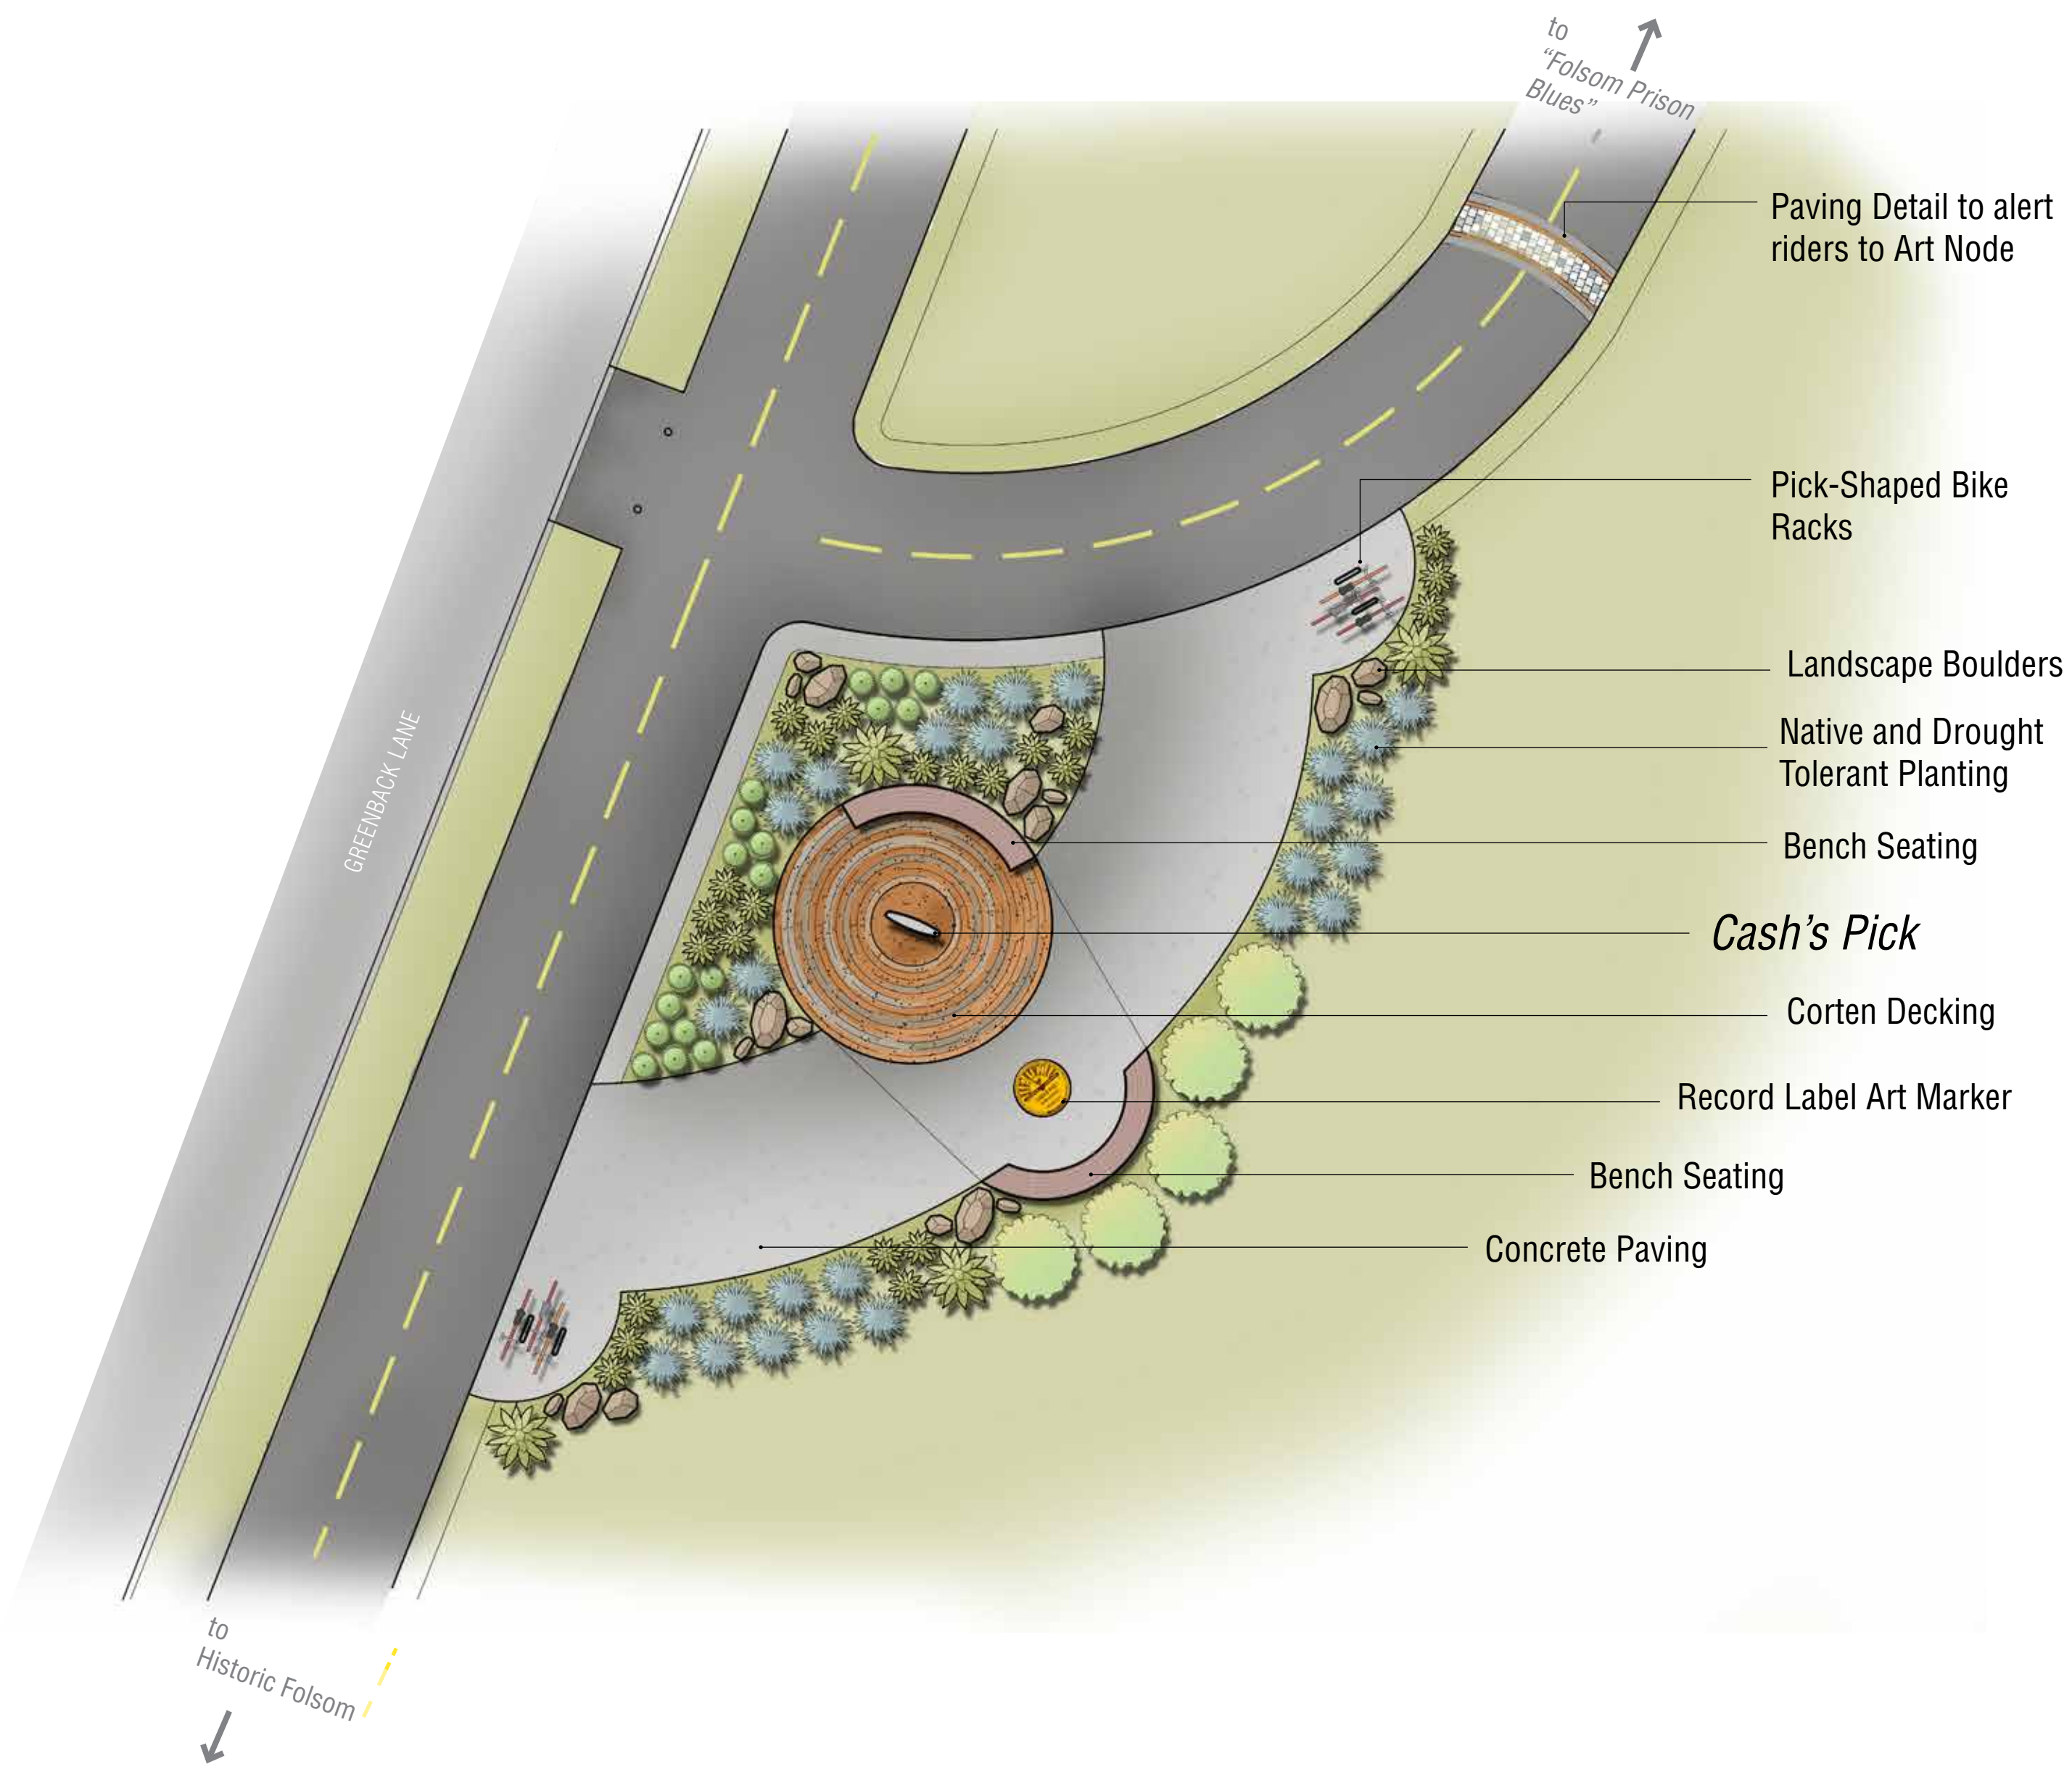 to
“Folsom Prison
Blues”
Paving Detail to alert
riders to Art Node
Pick-Shaped Bike
Racks
Landscape Boulders
Native and Drought
Tolerant Planting
GREENBACK LANE
Bench Seating
Cash’s Pick
Corten Decking
Record Label Art Marker
Bench Seating
Concrete Paving
to
Historic Folsom